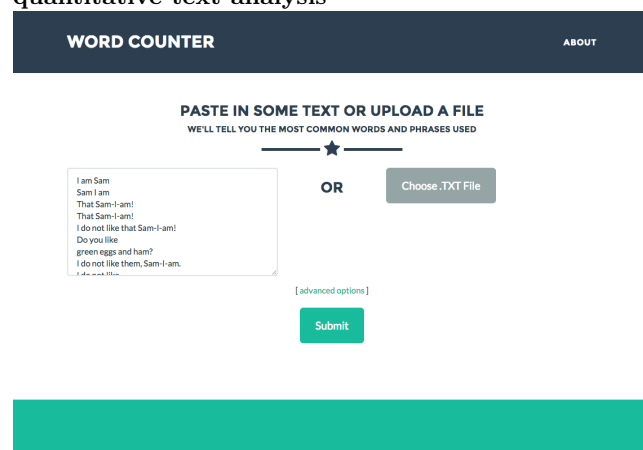 quantitative text analysis
WORD COUNTER
ABOUT
PASTE IN SOME TEXT OR UPLOAD A FILE
WE'LL TELL YOU THE MOST COMMON WORDS AND PHRASES USED
I am Sam
Sam I am
That Sam-I-am!
That Sam-I-am!
I do not like that Sam-I-am!
Do you like
green eggs and ham?
I do not like them, Sam-I-am.
I do not like
OR
Choose .TXT File
[ advanced options ]
Submit